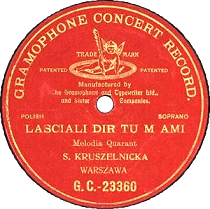 GRAMOPHONE CONCERT RECORD.
TRADE MARK
PATENTED PATENTED
Manufactured by
The Gramophone and Typewriter Ltd.,
and Sister Companies.
POLISH SOPRANO
LASCIALI DIR TU M AMI
Melodia Quarant
S. KRUSZELNICKA
WARSZAWA
G.C.-23360